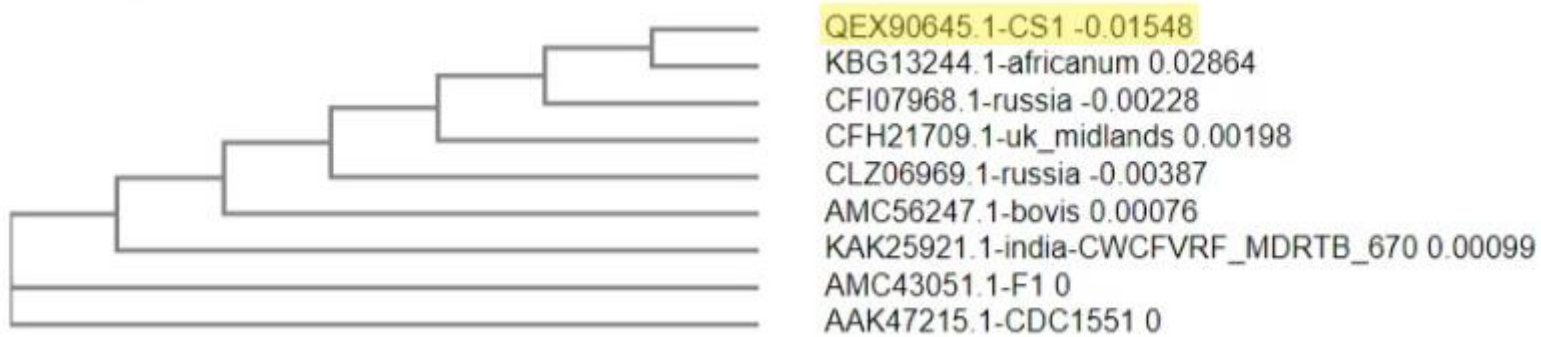 QEX90645.1-CS1 -0.01548
KBG13244.1-africanum 0.02864
CFI07968.1-russia -0.00228
CFH21709.1-uk_midlands 0.00198
CLZ06969.1-russia -0.00387
AMC56247.1-bovis 0.00076
KAK25921.1-india-CWCFVRF_MDRTB_670 0.00099
AMC43051.1-F1 0
AAK47215.1-CDC1551 0